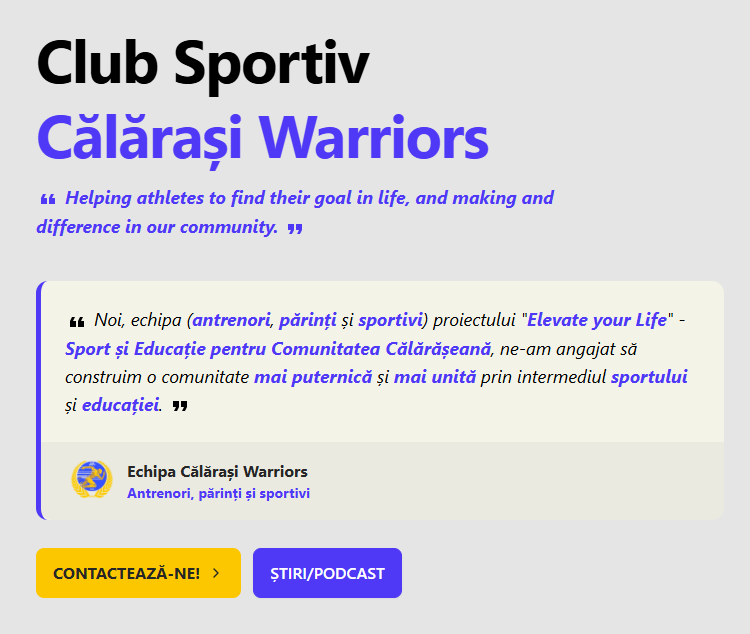 Club Sportiv
Călărași Warriors
❝ Helping athletes to find their goal in life, and making and
difference in our community. ❞
❝ Noi, echipa (antrenori, părinți și sportivi) proiectului "Elevate your Life" -
Sport și Educație pentru Comunitatea Călărășeană, ne-am angajat să
construim o comunitate mai puternică și mai unită prin intermediul sportului
și educației. ❞
Echipa Călărași Warriors
Antrenori, părinți și sportivi
CONTACTEAZĂ-NE! >
ȘTIRI/PODCAST